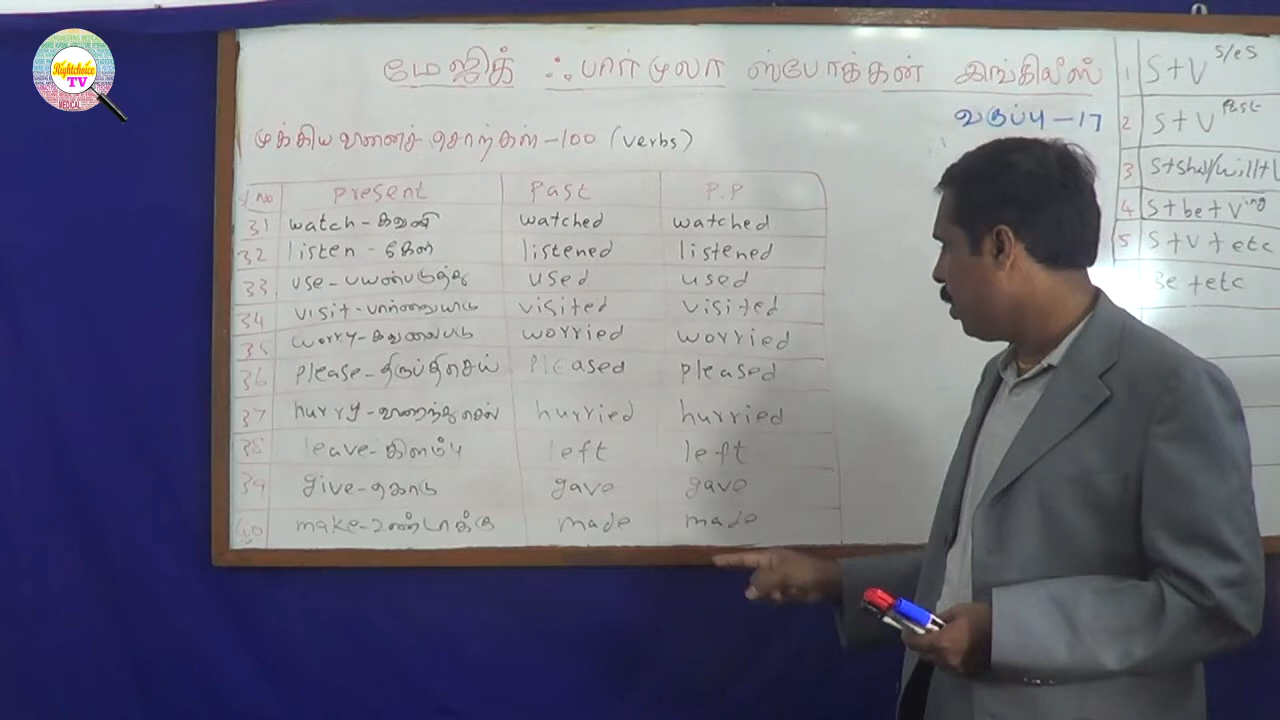 Rightchoice
TV
MEDICAL
மேஜிக் ஃபார்முலா ஸ்போக்கன் இங்கிலீஸ்
வகுப்பு - 17
முக்கிய வினைச் சொற்கள் - 100 (verbs)
S/No Present Past P.P
31 watch - கவனி watched watched
32 listen - கேள் listened listened
33 use - பயன்படுத்து used used
34 visit - பார்வையிடு visited visited
35 worry - கவலைபடு worried worried
36 please - திருப்திசெய் pleased pleased
37 hurry - விரைந்துசெல் hurried hurried
38 leave - கிளம்பு left left
39 give - கொடு gave gave
40 make - உண்டாக்கு made made
1 S + V s/es
2 S + V Past
3 S + shall/will + V
4 S + be + V ing
5 S + V + etc
Be + etc